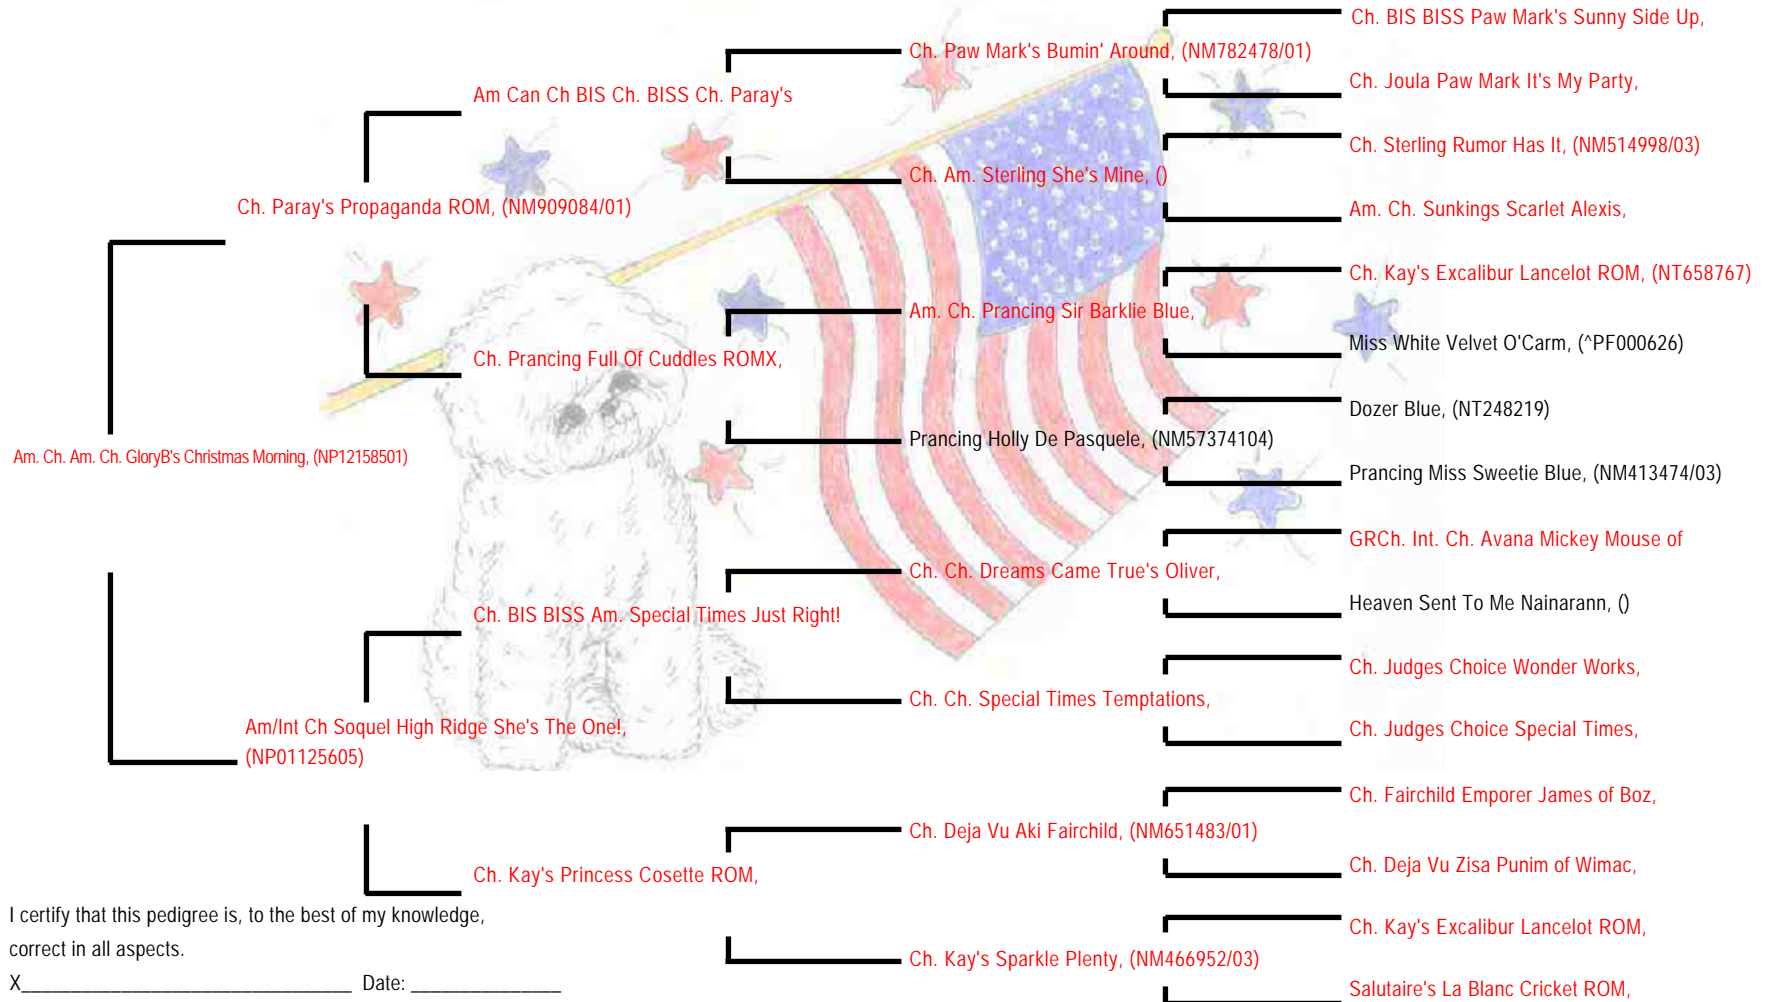 Ch. BIS BISS Paw Mark's Sunny Side Up,
Ch. Paw Mark's Bumin' Around, (NM782478/01)
Ch. Joula Paw Mark It's My Party,
Am Can Ch BIS Ch. BISS Ch. Paray's
Ch. Sterling Rumor Has It, (NM514998/03)
Ch. Am. Sterling She's Mine, ()
Am. Ch. Sunkings Scarlet Alexis,
Ch. Paray's Propaganda ROM, (NM909084/01)
Ch. Kay's Excalibur Lancelot ROM, (NT658767)
Am. Ch. Prancing Sir Barklie Blue,
Miss White Velvet O'Carm, (^PF000626)
Ch. Prancing Full Of Cuddles ROMX,
Dozer Blue, (NT248219)
Prancing Holly De Pasquele, (NM57374104)
Prancing Miss Sweetie Blue, (NM413474/03)
Am. Ch. Am. Ch. GloryB's Christmas Morning, (NP12158501)
GRCh. Int. Ch. Avana Mickey Mouse of
Ch. Ch. Dreams Came True's Oliver,
Heaven Sent To Me Nainarann, ()
Ch. BIS BISS Am. Special Times Just Right!
Ch. Judges Choice Wonder Works,
Ch. Ch. Special Times Temptations,
Ch. Judges Choice Special Times,
Am/Int Ch Soquel High Ridge She's The One!,
(NP01125605)
Ch. Fairchild Emporer James of Boz,
Ch. Deja Vu Aki Fairchild, (NM651483/01)
Ch. Deja Vu Zisa Punim of Wimac,
Ch. Kay's Princess Cosette ROM,
Ch. Kay's Excalibur Lancelot ROM,
Ch. Kay's Sparkle Plenty, (NM466952/03)
Salutaire's La Blanc Cricket ROM,
I certify that this pedigree is, to the best of my knowledge,
correct in all aspects.
X_________________________________ Date: _______________